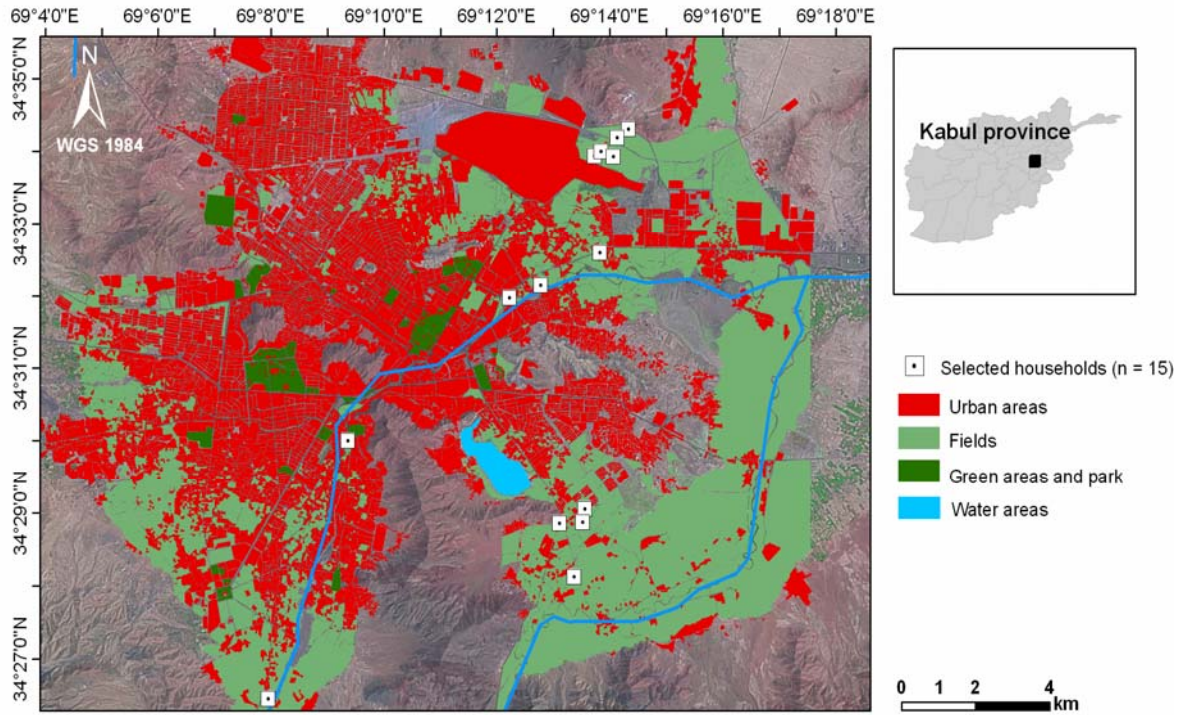 69°6'0"E 69°8'0"E 69°10'0"E 69°12'0"E 69°14'0"E 69°16'0"E 69°18'0"E
34°35'0"N
34°33'0"N
34°31'0"N
34°29'0"N
34°27'0"N
N
WGS 1984
Kabul province
Selected households (n = 15)
Urban areas
Fields
Green areas and park
Water areas
0 1 2 4
km